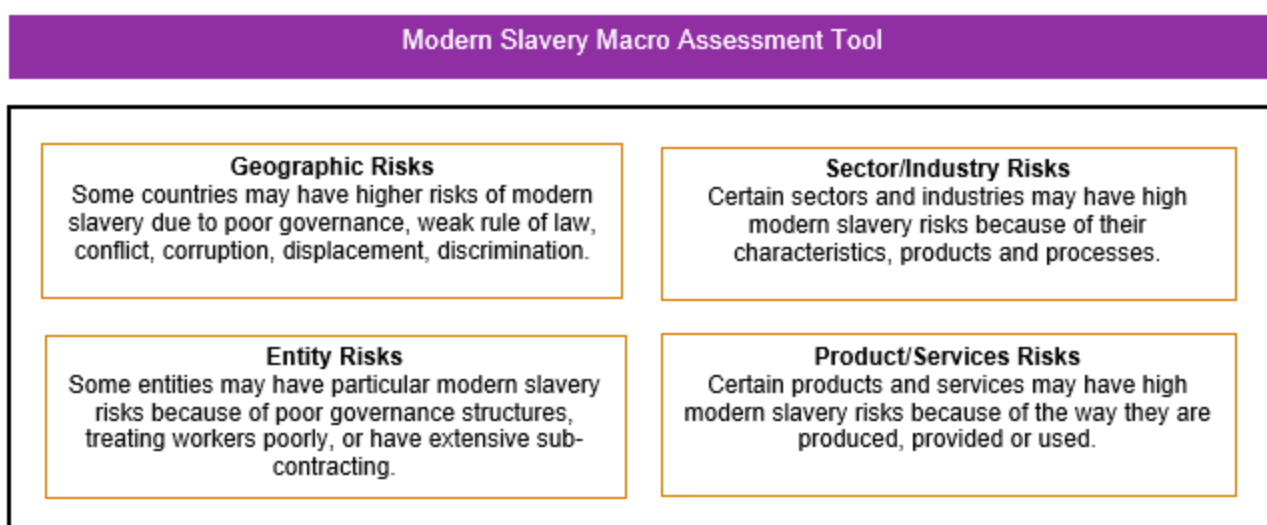 Modern Slavery Macro Assessment Tool
Geographic Risks
Some countries may have higher risks of modern
slavery due to poor governance, weak rule of law,
conflict, corruption, displacement, discrimination.
Sector/Industry Risks
Certain sectors and industries may have high
modern slavery risks because of their
characteristics, products and processes.
Entity Risks
Some entities may have particular modern slavery
risks because of poor governance structures,
treating workers poorly, or have extensive sub-
contracting.
Product/Services Risks
Certain products and services may have high
modern slavery risks because of the way they are
produced, provided or used.